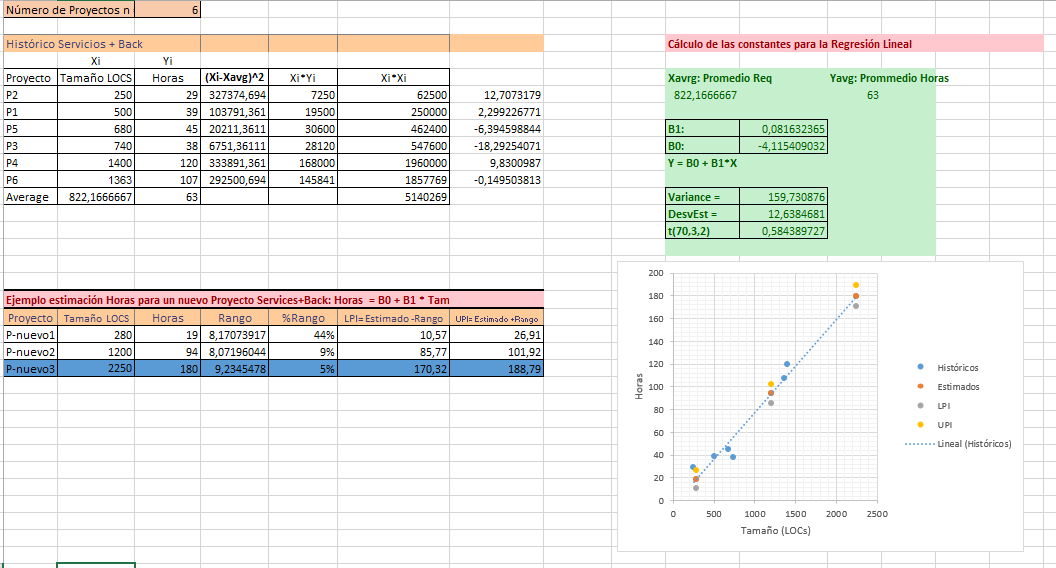 Número de Proyectos n 6
Histórico Servicios + Back
Xi Yi
Proyecto Tamaño LOCS Horas (Xi-Xavg)^2 Xi*Yi Xi*Xi
P2 250 29 327374,694 7250 62500 12,7073179
P1 500 39 103791,361 19500 250000 2,299226771
P5 680 45 20211,3611 30600 462400 -6,394598844
P3 740 38 6751,36111 28120 547600 -18,29254071
P4 1400 120 333891,361 168000 1960000 9,8300987
P6 1363 107 292500,694 145841 1857769 -0,149503813
Average 822,1666667 63 5140269
Cálculo de las constantes para la Regresión Lineal
Xavrg: Promedio Req Yavg: Prommedio Horas
822,1666667 63
B1: 0,081632365
B0: -4,115409032
Y = B0 + B1*X
Variance = 159,730876
DesvEst = 12,6384681
t(70,3,2) 0,584389727
Ejemplo estimación Horas para un nuevo Proyecto Services+Back: Horas = B0 + B1 * Tam
Proyecto Tamaño LOCS Horas Rango %Rango LPI= Estimado -Rango UPI= Estimado +Rango
P-nuevo1 280 19 8,17073917 44% 10,57 26,91
P-nuevo2 1200 94 8,07196044 9% 85,77 101,92
P-nuevo3 2250 180 9,2345478 5% 170,32 188,79
200
180
160
140
120
100
80
60
40
20
0
Horas
0 500 1000 1500 2000 2500
Tamaño (LOCs)
Históricos
Estimados
LPI
UPI
Lineal (Históricos)